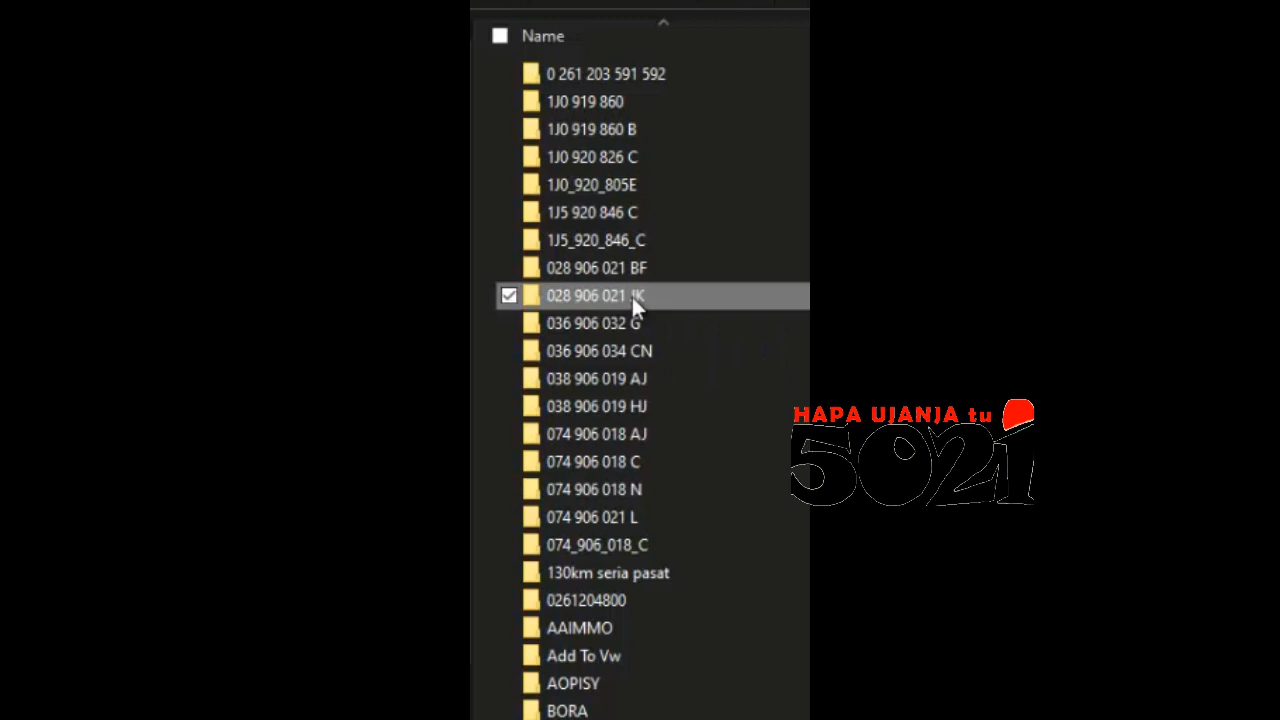 Name
0 261 203 591 592
1J0 919 860
1J0 919 860 B
1J0 920 826 C
1J0_920_805E
1J5 920 846 C
1J5_920_846_C
028 906 021 BF
028 906 021 JK
036 906 032 G
036 906 034 CN
038 906 019 AJ
038 906 019 HJ
074 906 018 AJ
074 906 018 C
074 906 018 N
074 906 021 L
074_906_018_C
130km seria pasat
0261204800
AAIMMO
Add To Vw
AOPISY
BORA
HAPA UJANJA tu
5021